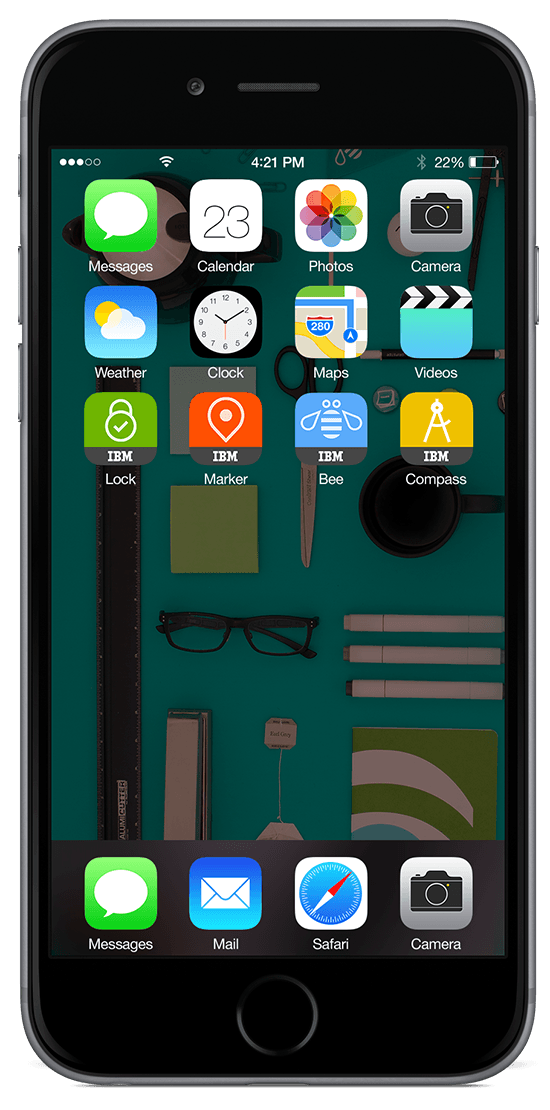 4:21 PM 22%
Messages Calendar Photos Camera
23
280
Weather Clock Maps Videos
IBM IBM IBM IBM
Lock Marker Bee Compass
ALUMICUTTER
Messages Mail Safari Camera